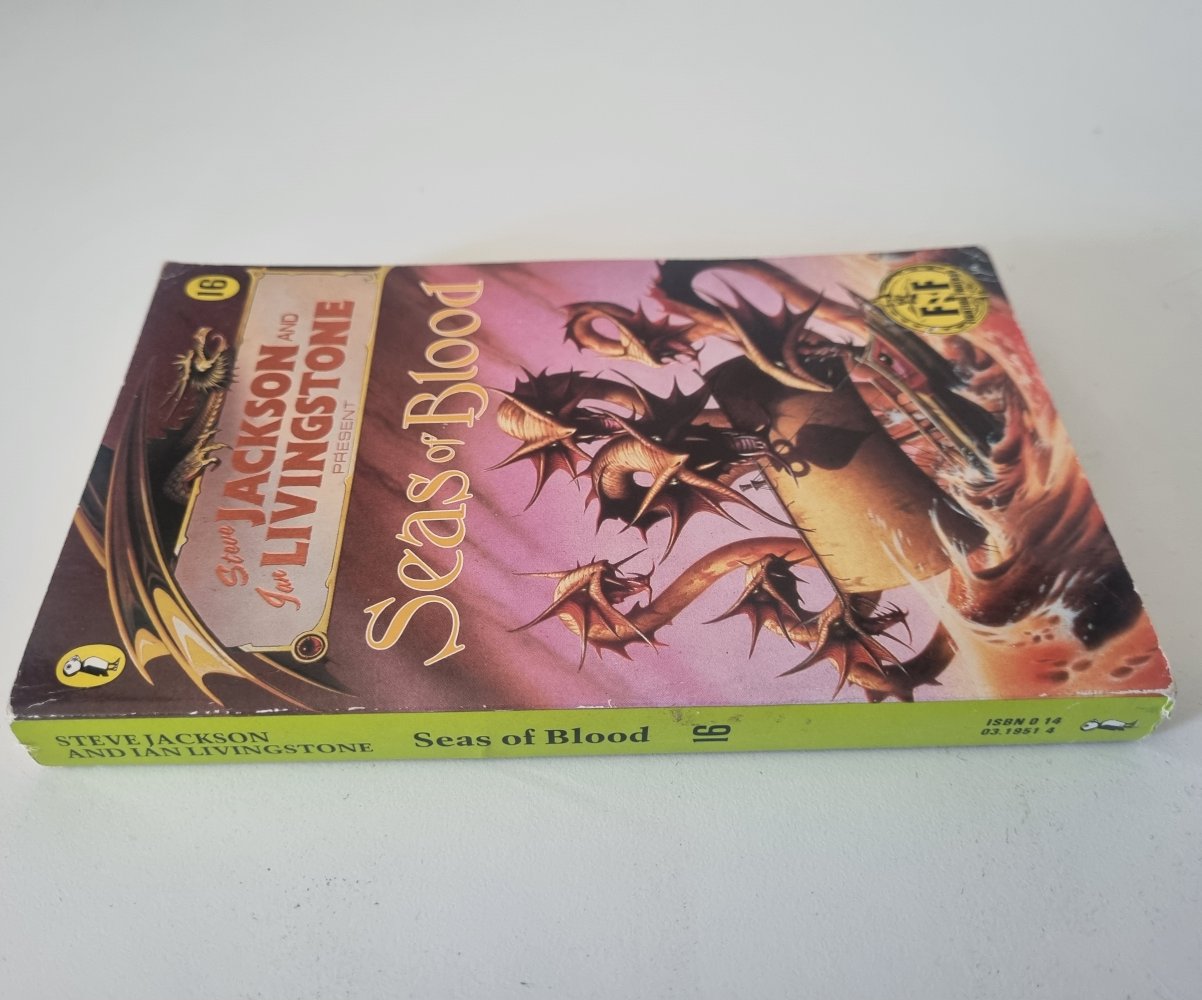 16
Steve
JACKSON AND
Ian LIVINGSTONE
PRESENT
Seas of Blood
FF
STEVE JACKSON
AND IAN LIVINGSTONE
Seas of Blood
16
ISBN 0 14
03.1951 4